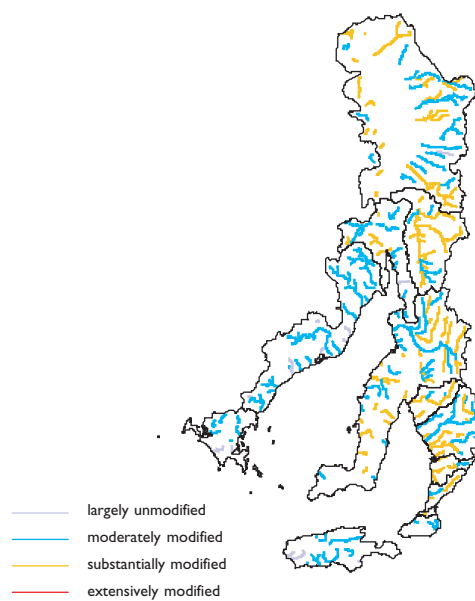 largely unmodified
moderately modified
substantially modified
extensively modified